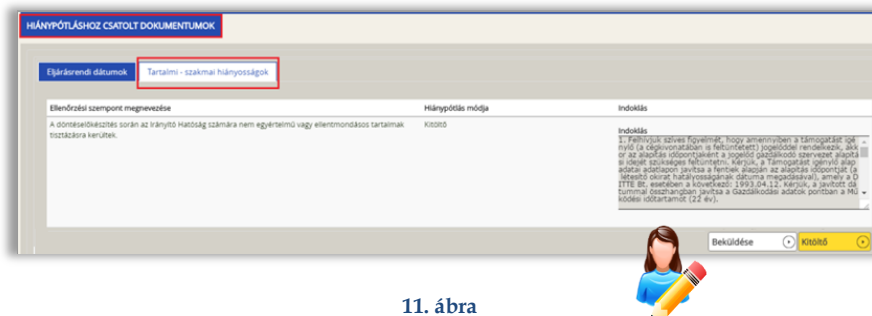 HIÁNYPÓTLÁSHOZ CSATOLT DOKUMENTUMOK
Eljárásrendi dátumok Tartalmi - szakmai hiányosságok
Ellenőrzési szempont megnevezése Hiánypótlás módja Indoklás
A döntéselőkészítés során az Irányító Hatóság számára nem egyértelmű vagy ellentmondásos tartalmak Kitöltő
tisztázásra kerültek.
Indoklás
1. Felhívjuk szíves figyelmét, hogy amennyiben a támogatást igé
nylő (a cégkivonatában is feltüntetett) jogelőddel rendelkezik, akk
or az alapítás időpontjaként a jogelőd gazdálkodó szervezet alapítá
si idejét szükséges feltüntetni. Kérjük, a Támogatást igénylő alap
adatai adatlapon javítsa a fentiek alapján az alapítás időpontját (a
létesítő okirat hatályosságának dátuma megadásával), amely a D
ITTE Bt. esetében a következő: 1993.04.12. Kérjük, a javított dá
tummal összhangban javítsa a Gazdálkodási adatok pontban a Mű
ködési időtartamot (22 év).
Beküldése Kitöltő
11. ábra